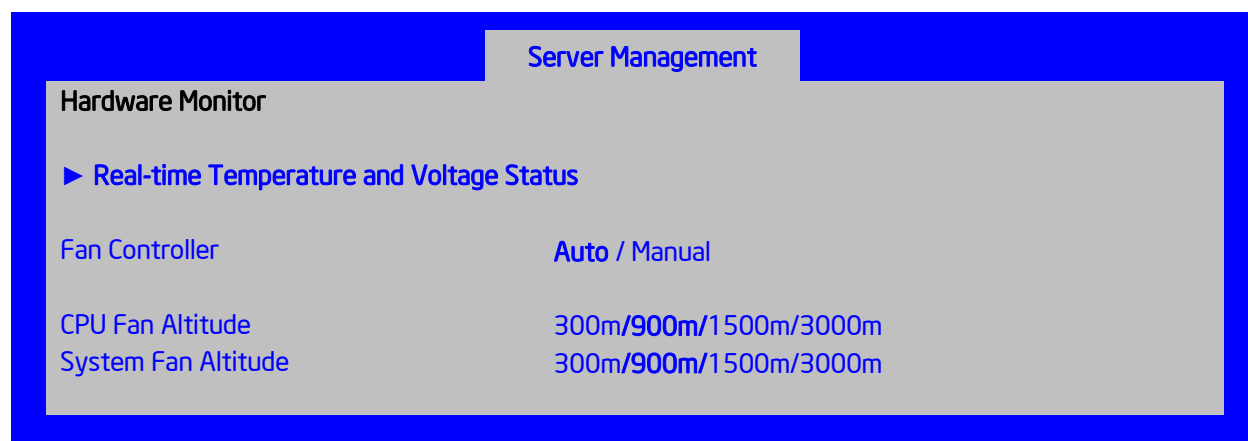 Server Management
Hardware Monitor
► Real-time Temperature and Voltage Status
Fan Controller Auto / Manual
CPU Fan Altitude 300m/900m/1500m/3000m
System Fan Altitude 300m/900m/1500m/3000m